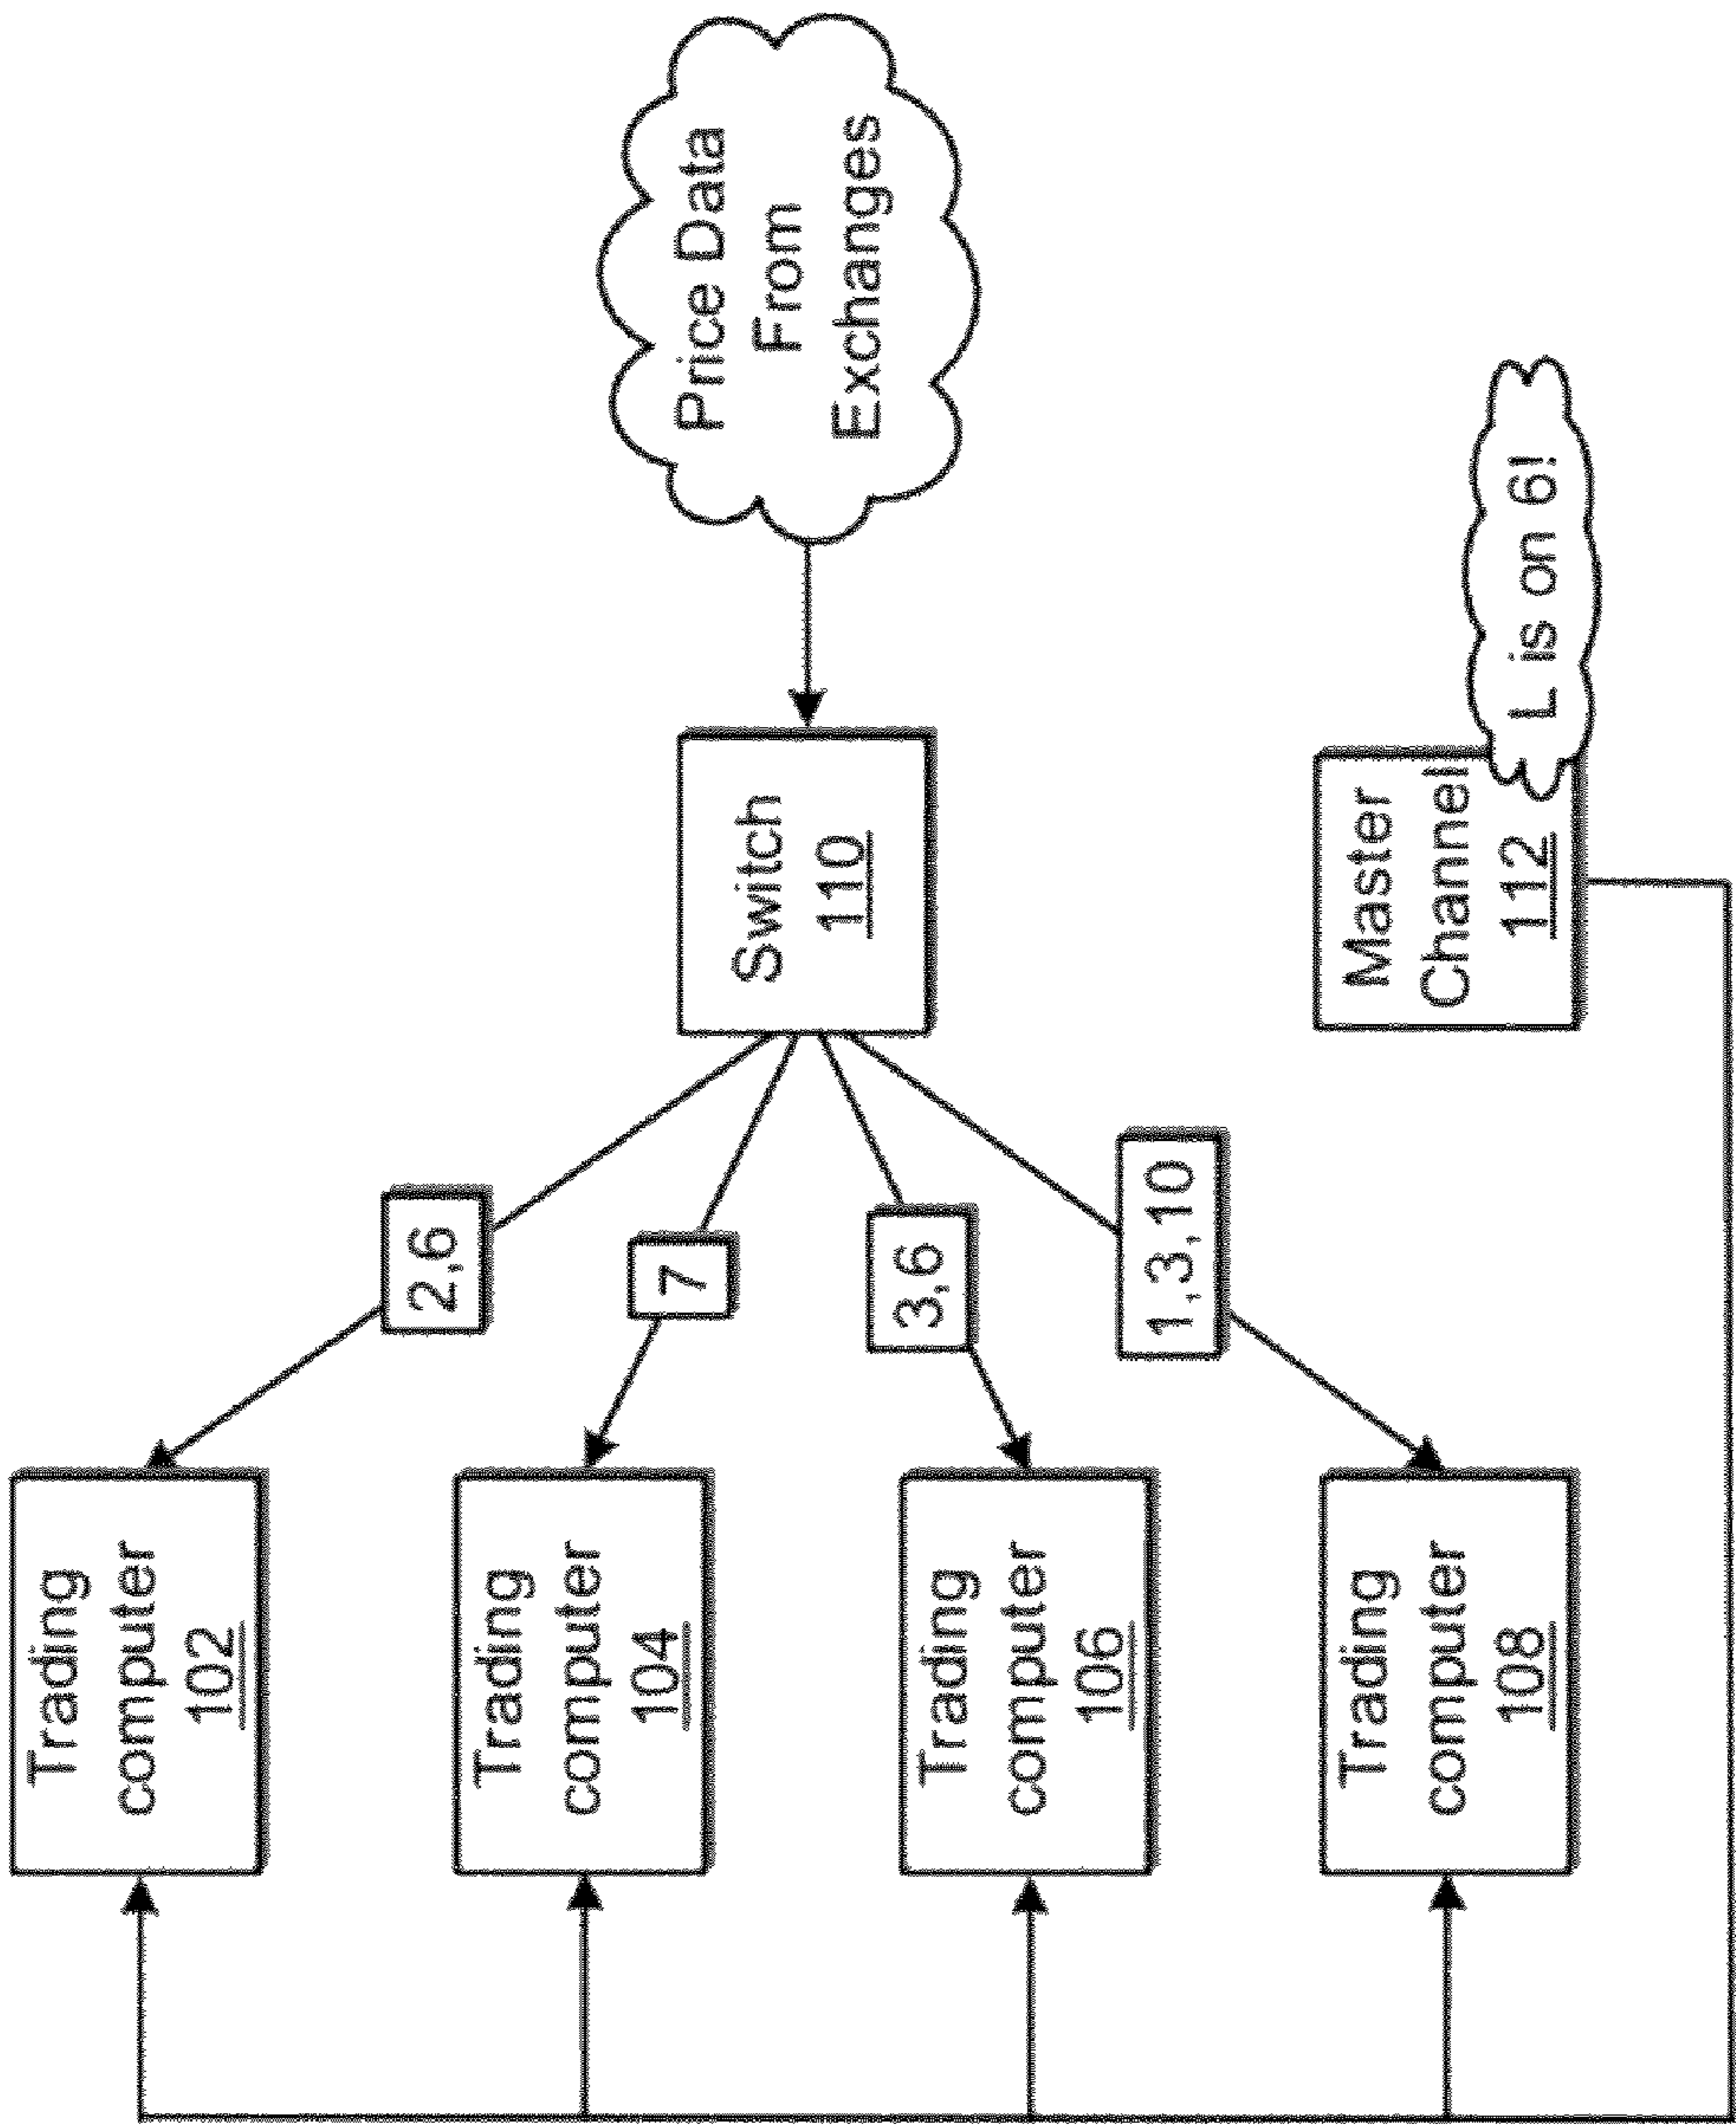 Price Data
From
Exchanges
Switch
110
2,6
7
3,6
1,3,10
Trading
computer
102
Trading
computer
104
Trading
computer
106
Trading
computer
108
Master
Channel
112
L is on 6!